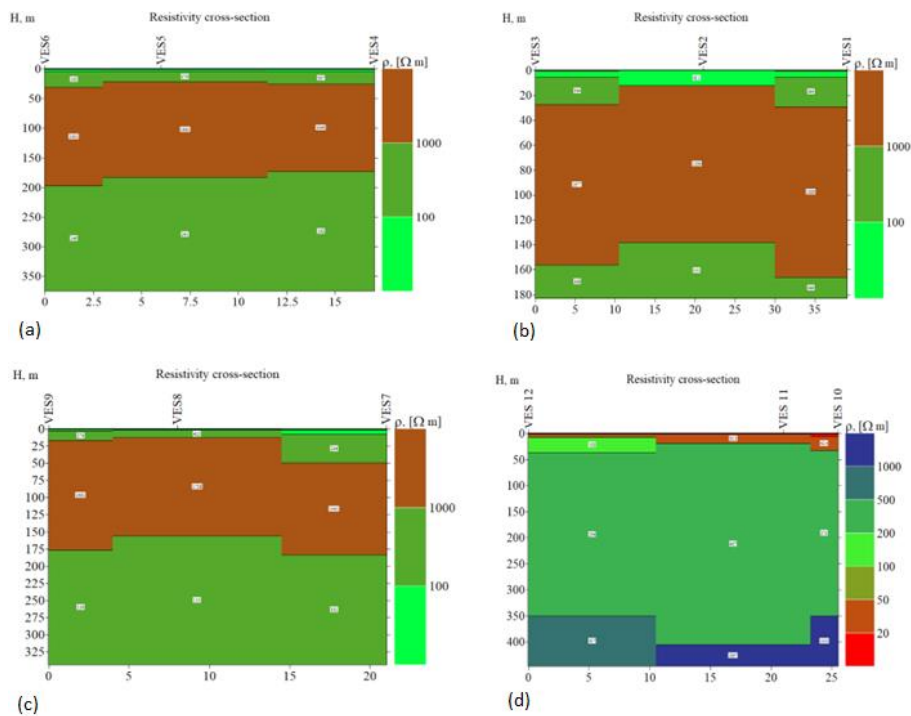 H, m Resistivity cross-section
VES6 VES5 VES4
ρ, [Ω m]
0
50
100
150
200
250
300
350
1000
100
0 2.5 5 7.5 10 12.5 15
(a)
H, m Resistivity cross-section
VES3 VES2 VES1
ρ, [Ω m]
0
20
40
60
80
100
120
140
160
180
1000
100
0 5 10 15 20 25 30 35
(b)
H, m Resistivity cross-section
VES9 VES8 VES7
ρ, [Ω m]
0
25
50
75
100
125
150
175
200
225
250
275
300
325
1000
100
0 5 10 15 20
(c)
H, m Resistivity cross-section
VES 12 VES 11 VES 10
ρ, [Ω m]
0
50
100
150
200
250
300
350
400
1000
500
200
100
50
20
0 5 10 15 20 25
(d)